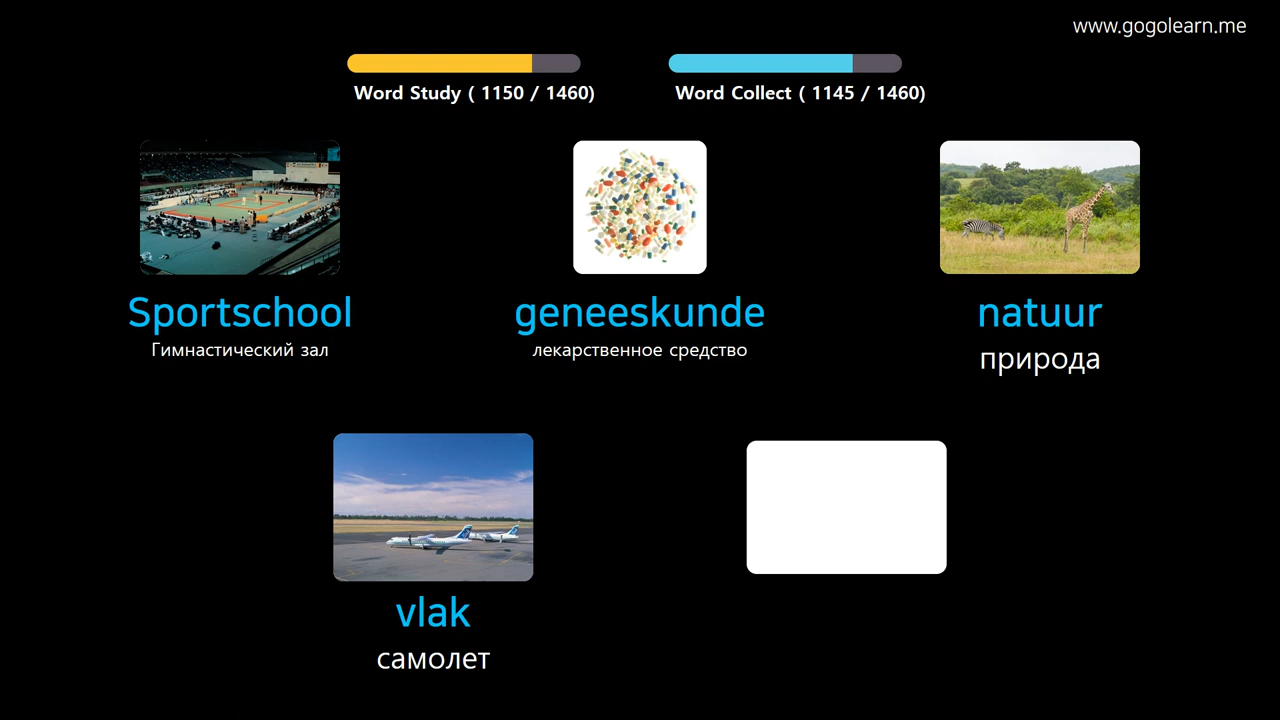 www.gogolearn.me
Word Study ( 1150 / 1460)
Word Collect ( 1145 / 1460)
Sportschool
Гимнастический зал
geneeskunde
лекарственное средство
natuur
природа
vlak
самолет